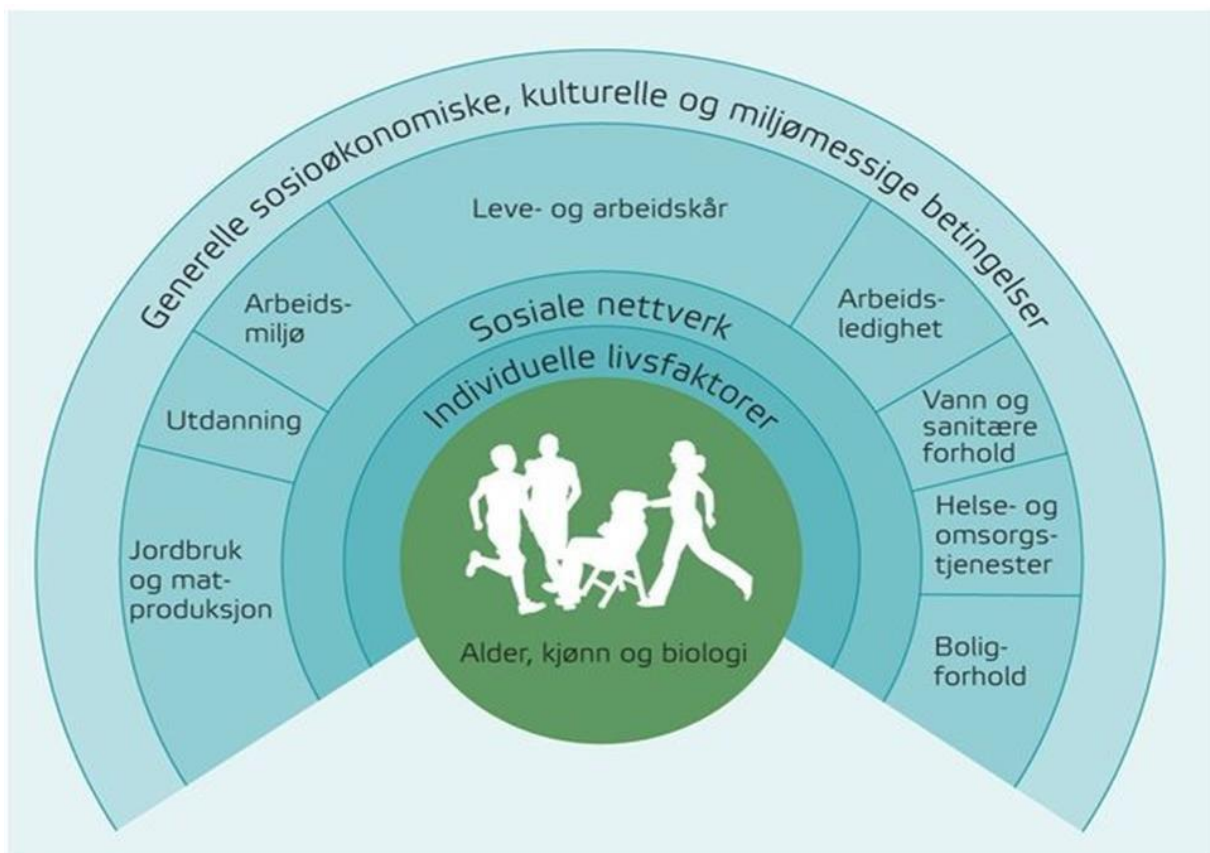 Generelle sosioøkonomiske, kulturelle og miljømessige betingelser
Leve- og arbeidskår
Arbeids-
miljø
Arbeids-
ledighet
Sosiale nettverk
Individuelle livsfaktorer
Utdanning
Vann og
sanitære
forhold
Jordbruk
og mat-
produksjon
Helse- og
omsorgs-
tjenester
Alder, kjønn og biologi
Bolig-
forhold